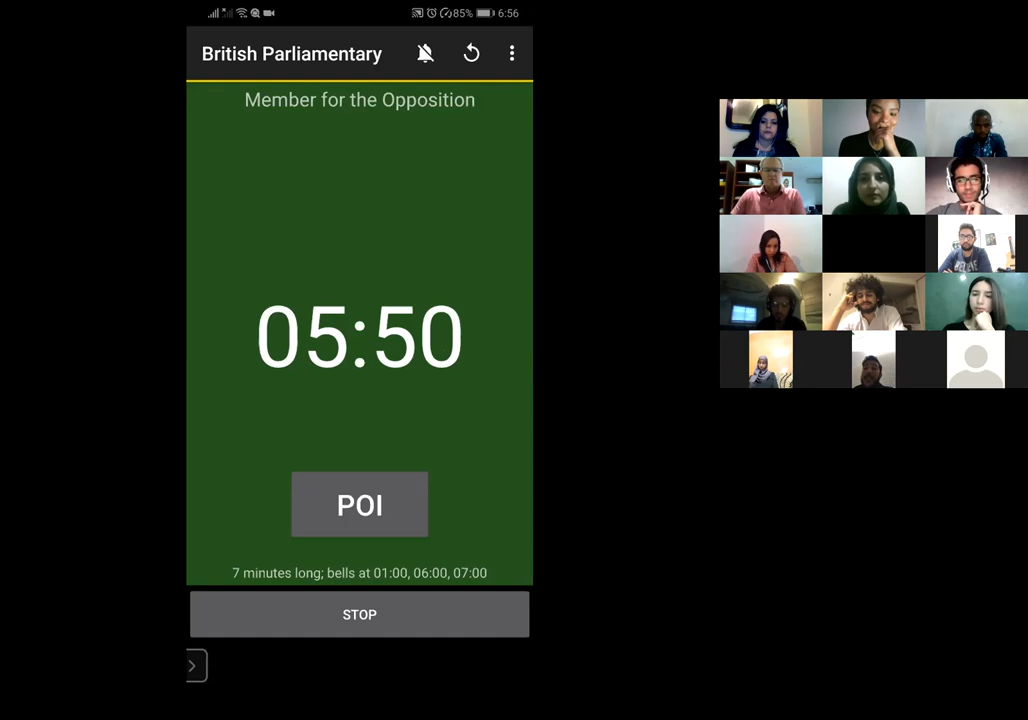 85% 6:56
British Parliamentary
Member for the Opposition
05:50
POI
7 minutes long; bells at 01:00, 06:00, 07:00
STOP